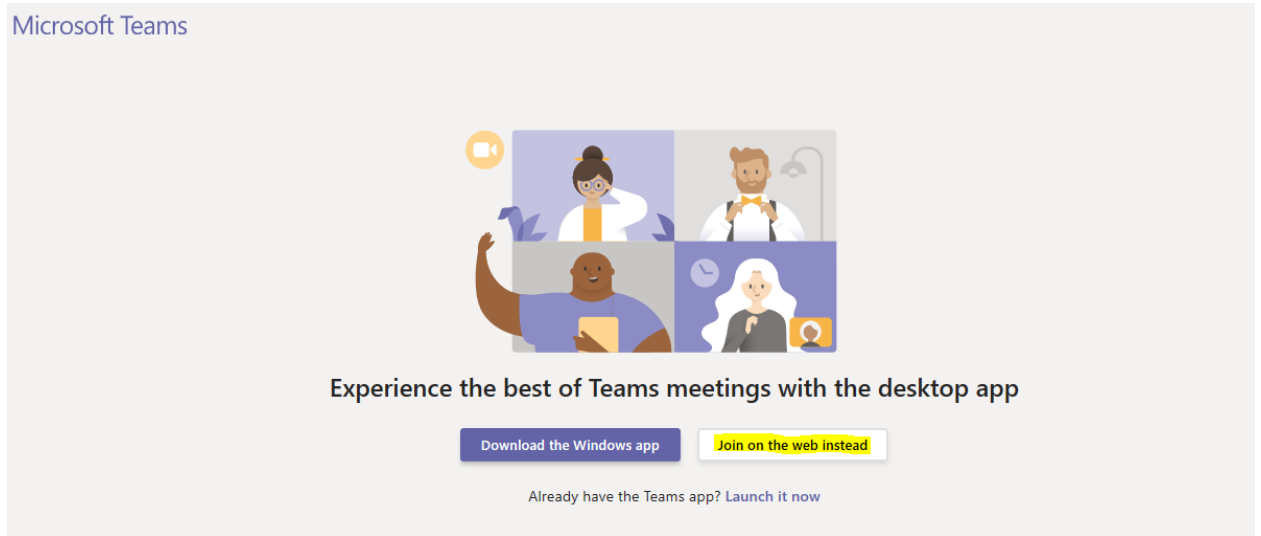 Microsoft Teams
Experience the best of Teams meetings with the desktop app
Download the Windows app
Join on the web instead
Already have the Teams app? Launch it now